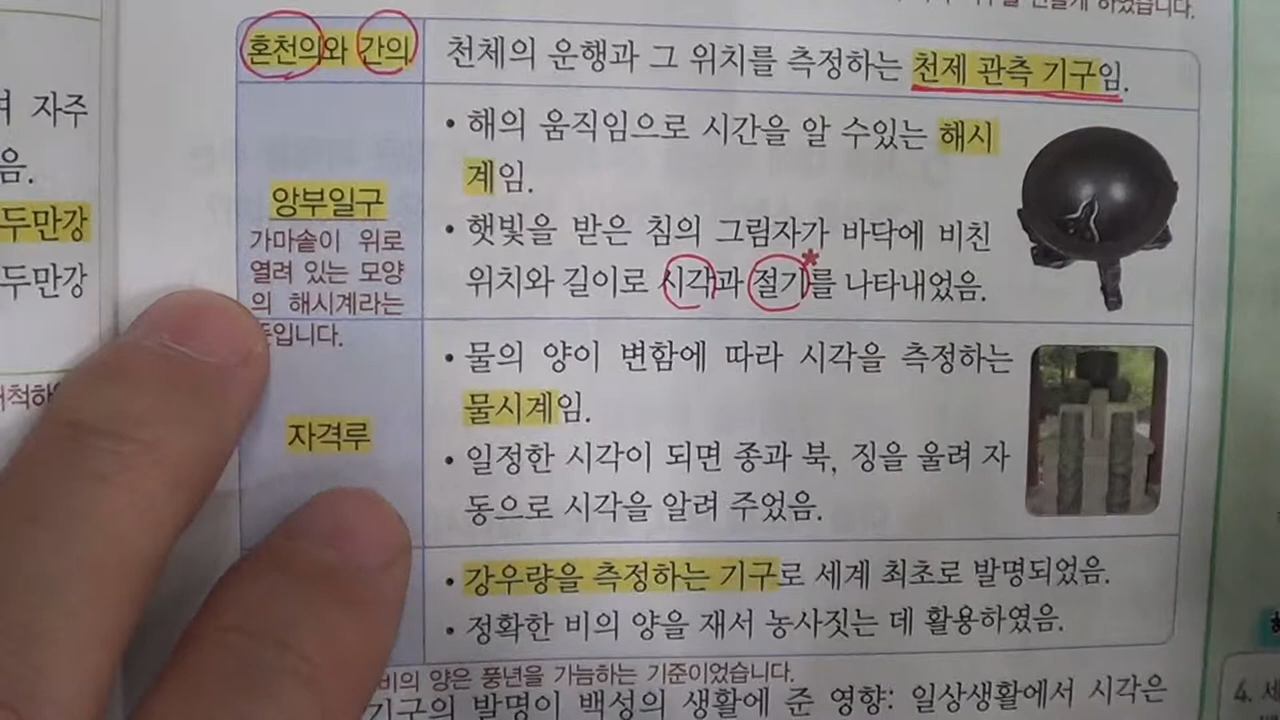 하였습니다.
혼천의와 간의
천체의 운행과 그 위치를 측정하는 천체 관측 기구임.
앙부일구
가마솥이 위로
열려 있는 모양
의 해시계라는
뜻입니다.
• 해의 움직임으로 시간을 알 수있는 해시
계임.
• 햇빛을 받은 침의 그림자가 바닥에 비친
위치와 길이로 시각과 절기*를 나타내었음.
자격루
• 물의 양이 변함에 따라 시각을 측정하는
물시계임.
• 일정한 시각이 되면 종과 북, 징을 울려 자
동으로 시각을 알려 주었음.
• 강우량을 측정하는 기구로 세계 최초로 발명되었음.
• 정확한 비의 양을 재서 농사짓는 데 활용하였음.
비의 양은 풍년을 가늠하는 기준이었습니다.
기구의 발명이 백성의 생활에 준 영향: 일상생활에서 시각은
자주
음.
두만강
두만강
4.